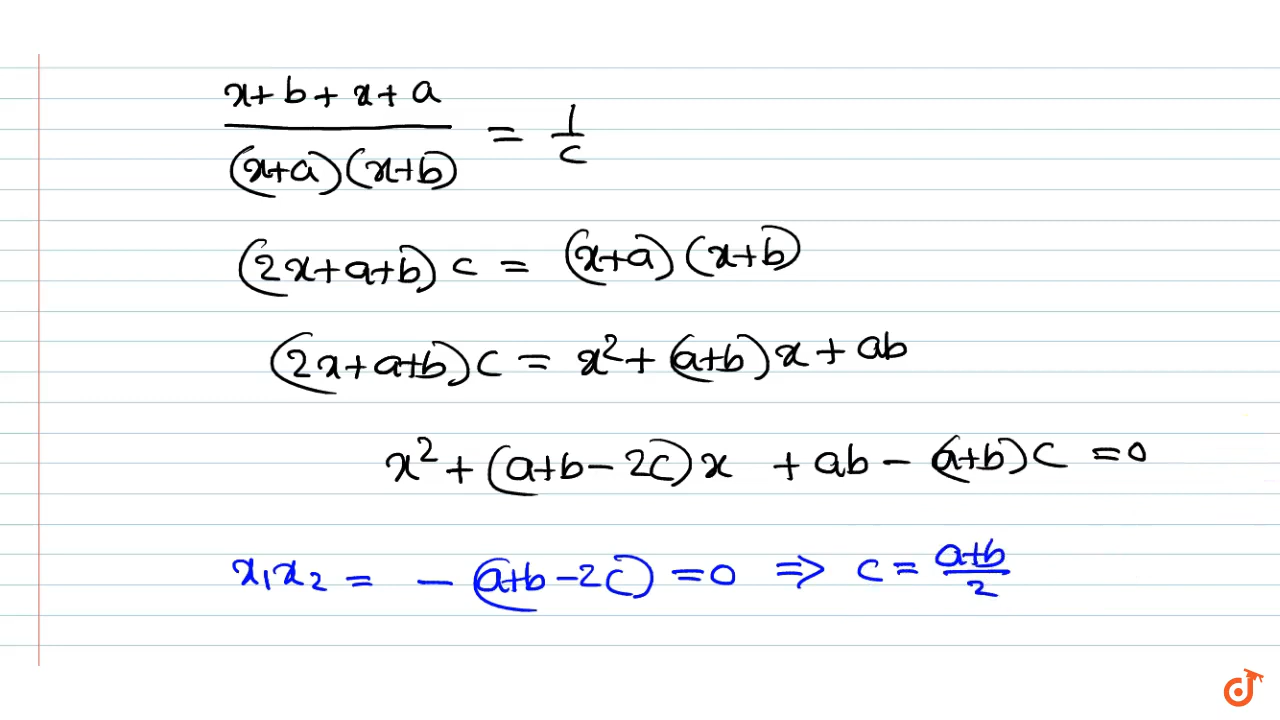 x+b+x+a / (x+a)(x+b) = 1/c
(2x+a+b)c = (x+a)(x+b)
(2x+a+b)c = x² + (a+b)x + ab
x² + (a+b-2c)x + ab - (a+b)c = 0
x₁x₂ = -(a+b-2c) = 0 ⇒ c = a+b/2